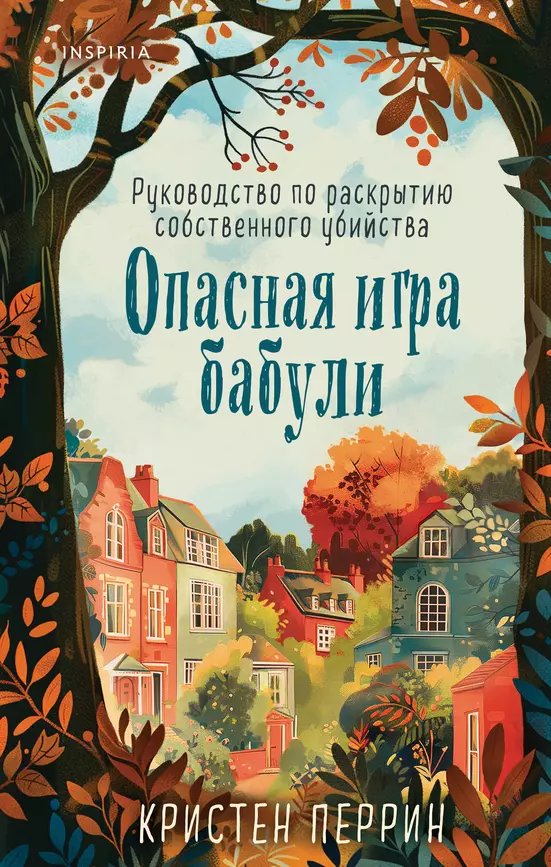 INSPIRIA
Руководство по раскрытию
собственного убийства
Опасная игра
бабули
КРИСТЕН ПЕРРИН